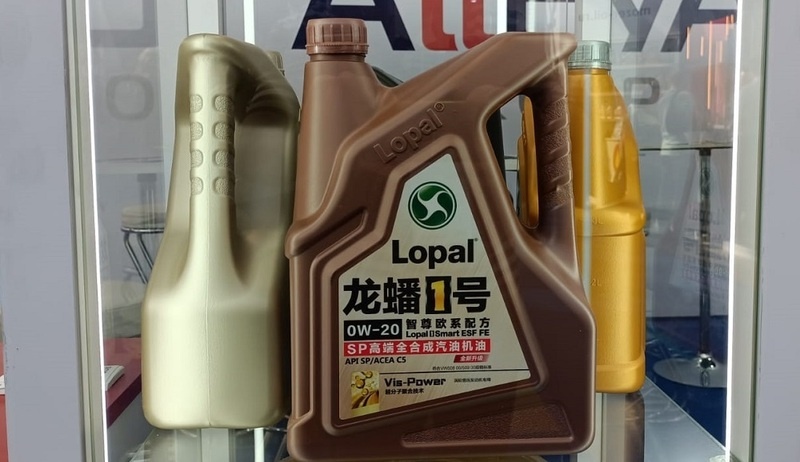 Lopal
Lopal
龙蟠1号
0W-20
智尊欧系配方
Lopal 1 Smart ESF FE
SP高端全合成汽油机油
API SP/ACEA C5
全新升级
Vis-Power
2L